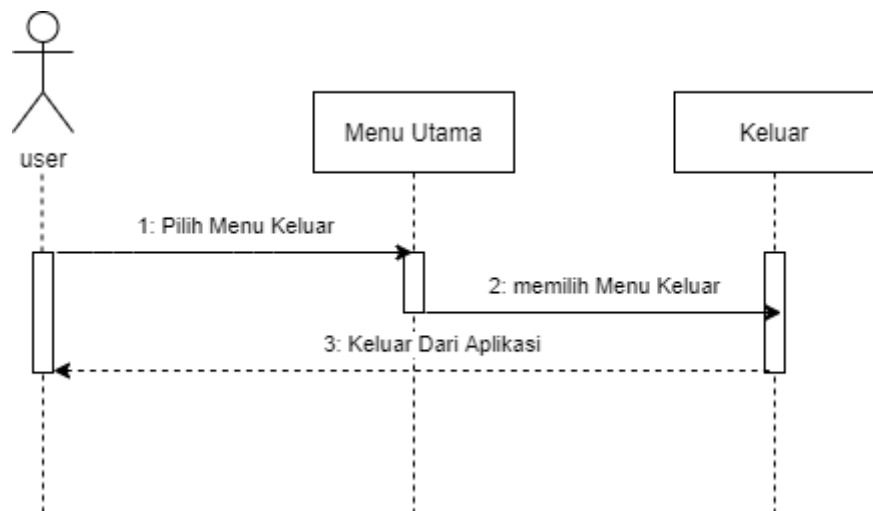 user
Menu Utama
Keluar
1: Pilih Menu Keluar
2: memilih Menu Keluar
3: Keluar Dari Aplikasi